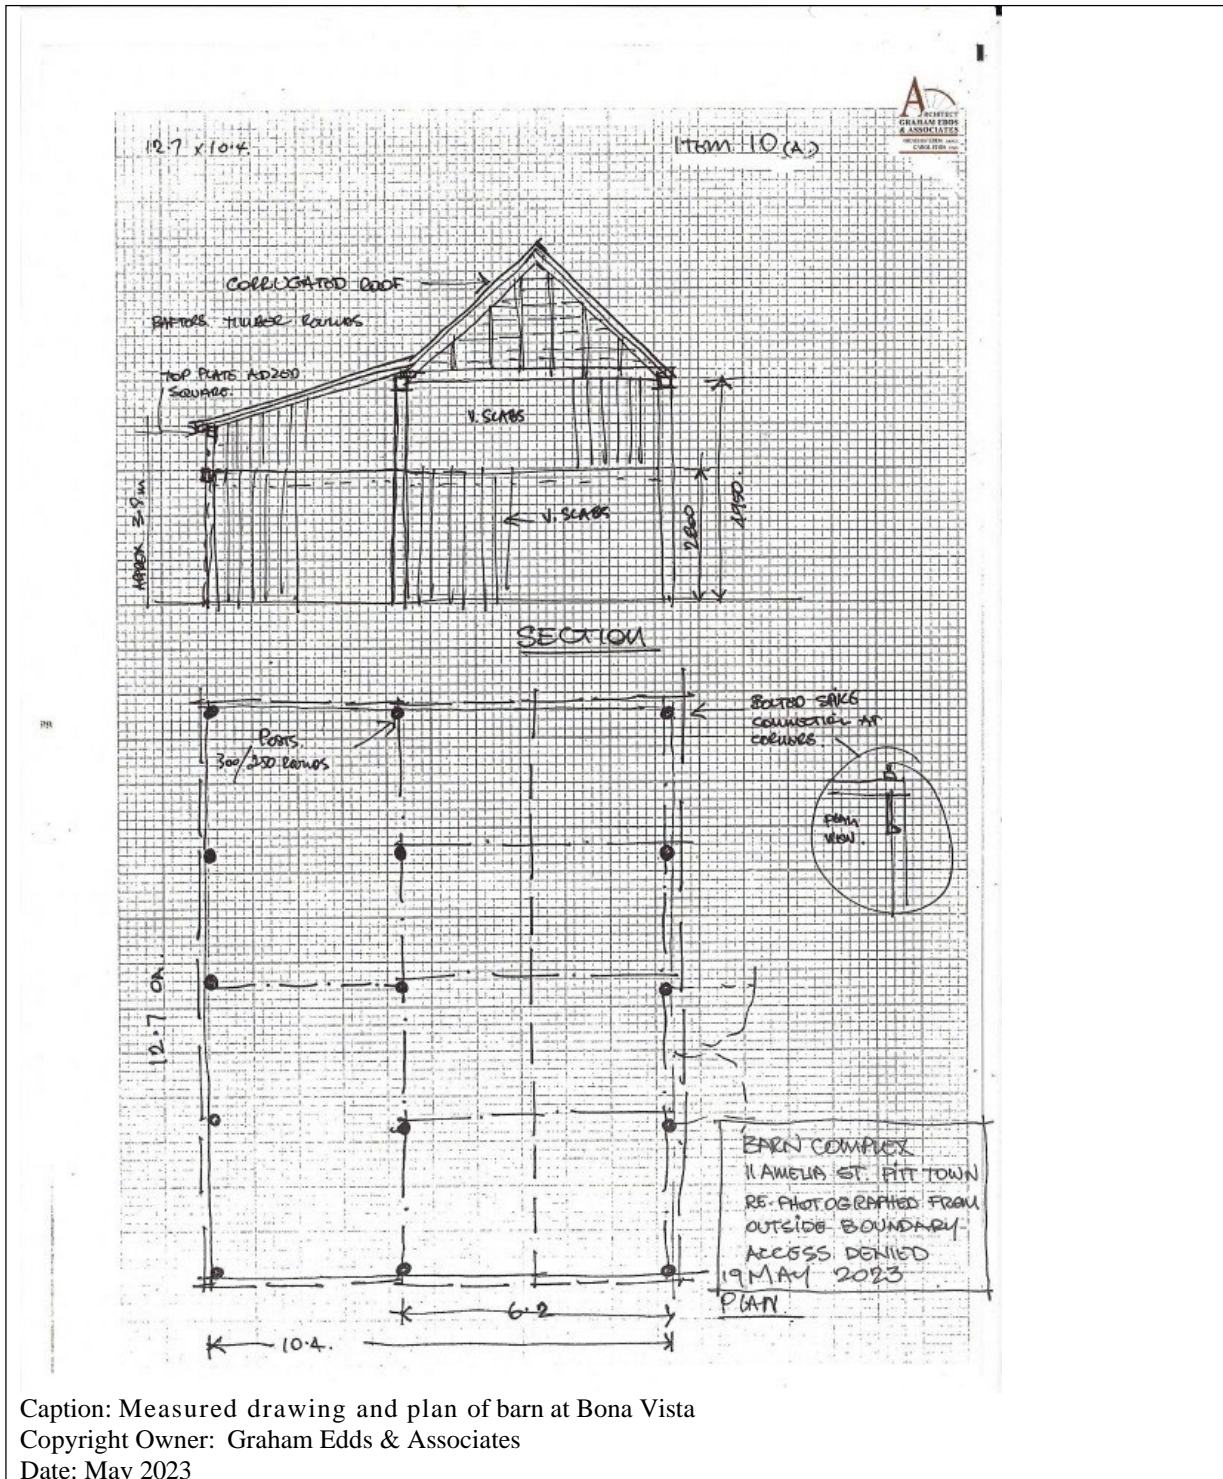 12.7 x 10.4.
ITEM 10 (A)
ARCHITECT
GRAHAM EDDS
& ASSOCIATES
CORRUGATED ROOF
RAFTERS TIMBER ROUNDS
TOP PLATE ADZED
SQUARE.
V. SLABS
V. SLABS
APPROX 3.8m
2860
4950.
SECTION
BOLTED SPIKE
CONNECTION AT
CORNERS.
POSTS.
300/250 ROUNDS
PLAN
VIEW.
12.7 OA.
BARN COMPLEX
11 AMELIA ST. PITT TOWN
RE-PHOTOGRAPHED FROM
OUTSIDE BOUNDARY-
ACCESS DENIED
19 MAY 2023
PLAN.
6.2
10.4.
Caption: Measured drawing and plan of barn at Bona Vista
Copyright Owner: Graham Edds & Associates
Date: May 2023